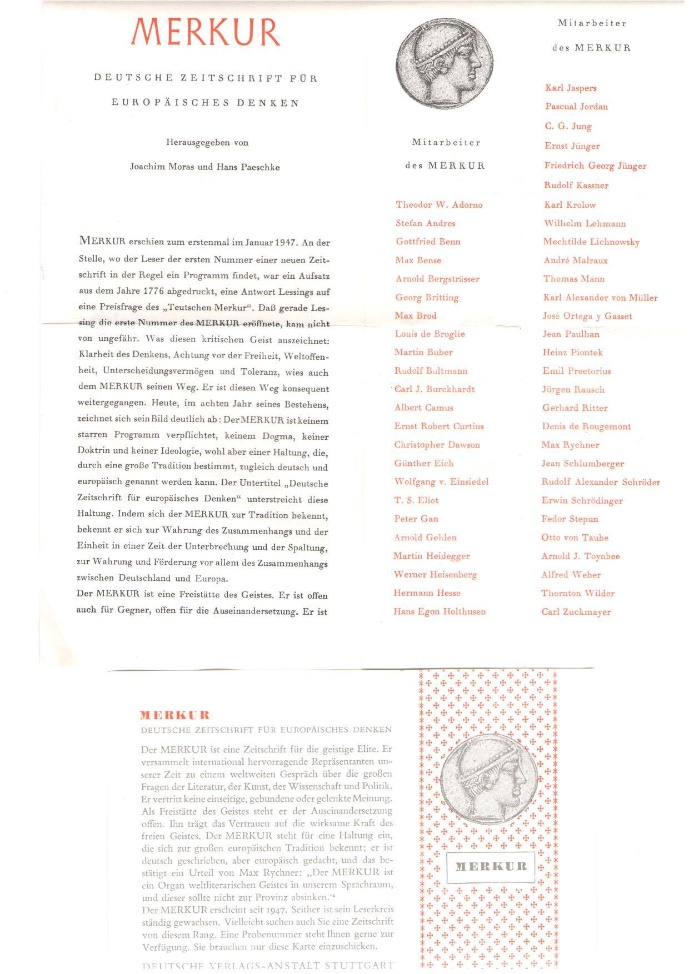 MERKUR
DEUTSCHE ZEITSCHRIFT FÜR
EUROPÄISCHES DENKEN
Herausgegeben von
Joachim Moras und Hans Paeschke
MERKUR erschien zum erstenmal im Januar 1947. An der
Stelle, wo der Leser der ersten Nummer einer neuen Zeit-
schrift in der Regel ein Programm findet, war ein Aufsatz
aus dem Jahre 1776 abgedruckt, eine Antwort Lessings auf
eine Preisfrage des „Teutschen Merkur“. Daß gerade Les-
sing die erste Nummer des MERKUR eröffnete, kam nicht
von ungefähr. Was diesen kritischen Geist auszeichnet:
Klarheit des Denkens, Achtung vor der Freiheit, Weltoffen-
heit, Unterscheidungsvermögen und Toleranz, wies auch
dem MERKUR seinen Weg. Er ist diesen Weg konsequent
weitergegangen. Heute, im achten Jahr seines Bestehens,
zeichnet sich sein Bild deutlich ab: Der MERKUR ist keinem
starren Programm verpflichtet, keinem Dogma, keiner
Doktrin und keiner Ideologie, wohl aber einer Haltung, die,
durch eine große Tradition bestimmt, zugleich deutsch und
europäisch genannt werden kann. Der Untertitel „Deutsche
Zeitschrift für europäisches Denken“ unterstreicht diese
Haltung. Indem sich der MERKUR zur Tradition bekennt,
bekennt er sich zur Wahrung des Zusammenhangs und der
Einheit in einer Zeit der Unterbrechung und der Spaltung,
zur Wahrung und Förderung vor allem des Zusammenhangs
zwischen Deutschland und Europa.
Der MERKUR ist eine Freistätte des Geistes. Er ist offen
auch für Gegner, offen für die Auseinandersetzung. Er ist
Mitarbeiter
des MERKUR
Theodor W. Adorno
Stefan Andres
Gottfried Benn
Max Bense
Arnold Bergsträsser
Georg Britting
Max Brod
Louis de Broglie
Martin Buber
Rudolf Bultmann
Carl J. Burckhardt
Albert Camus
Ernst Robert Curtius
Christopher Dawson
Günther Eich
Wolfgang v. Einsiedel
T. S. Eliot
Peter Gan
Arnold Gehlen
Martin Heidegger
Werner Heisenberg
Hermann Hesse
Hans Egon Holthusen
Mitarbeiter
des MERKUR
Karl Jaspers
Pascual Jordan
C. G. Jung
Ernst Jünger
Friedrich Georg Jünger
Rudolf Kassner
Karl Krolow
Wilhelm Lehmann
Mechtilde Lichnowsky
André Malraux
Thomas Mann
Karl Alexander von Müller
José Ortega y Gasset
Jean Paulhan
Heinz Piontek
Emil Preetorius
Jürgen Rausch
Gerhard Ritter
Denis de Rougemont
Max Rychner
Jean Schlumberger
Rudolf Alexander Schröder
Erwin Schrödinger
Fedor Stepun
Otto von Taube
Arnold J. Toynbee
Alfred Weber
Thornton Wilder
Carl Zuckmayer
MERKUR
DEUTSCHE ZEITSCHRIFT FÜR EUROPÄISCHES DENKEN
Der MERKUR ist eine Zeitschrift für die geistige Elite. Er
versammelt international hervorragende Repräsentanten un-
serer Zeit zu einem weltweiten Gespräch über die großen
Fragen der Literatur, der Kunst, der Wissenschaft und Politik.
Er vertritt keine einseitige, gebundene oder gelenkte Meinung.
Als Freistätte des Geistes steht er der Auseinandersetzung
offen. Ihn trägt das Vertrauen auf die wirksame Kraft des
freien Geistes. Der MERKUR steht für eine Haltung ein,
die sich zur großen europäischen Tradition bekennt; er ist
deutsch geschrieben, aber europäisch gedacht, und das be-
stätigt ein Urteil von Max Rychner: „Der MERKUR ist
ein Organ weltliterarischen Geistes in unserem Sprachraum,
und dieser sollte nicht zur Provinz absinken.“
Der MERKUR erscheint seit 1947. Seither ist sein Leserkreis
ständig gewachsen. Vielleicht suchen auch Sie eine Zeitschrift
von diesem Rang. Eine Probenummer steht Ihnen gerne zur
Verfügung. Sie brauchen nur diese Karte einzuschicken.
DEUTSCHE VERLAGS-ANSTALT STUTTGART
MERKUR